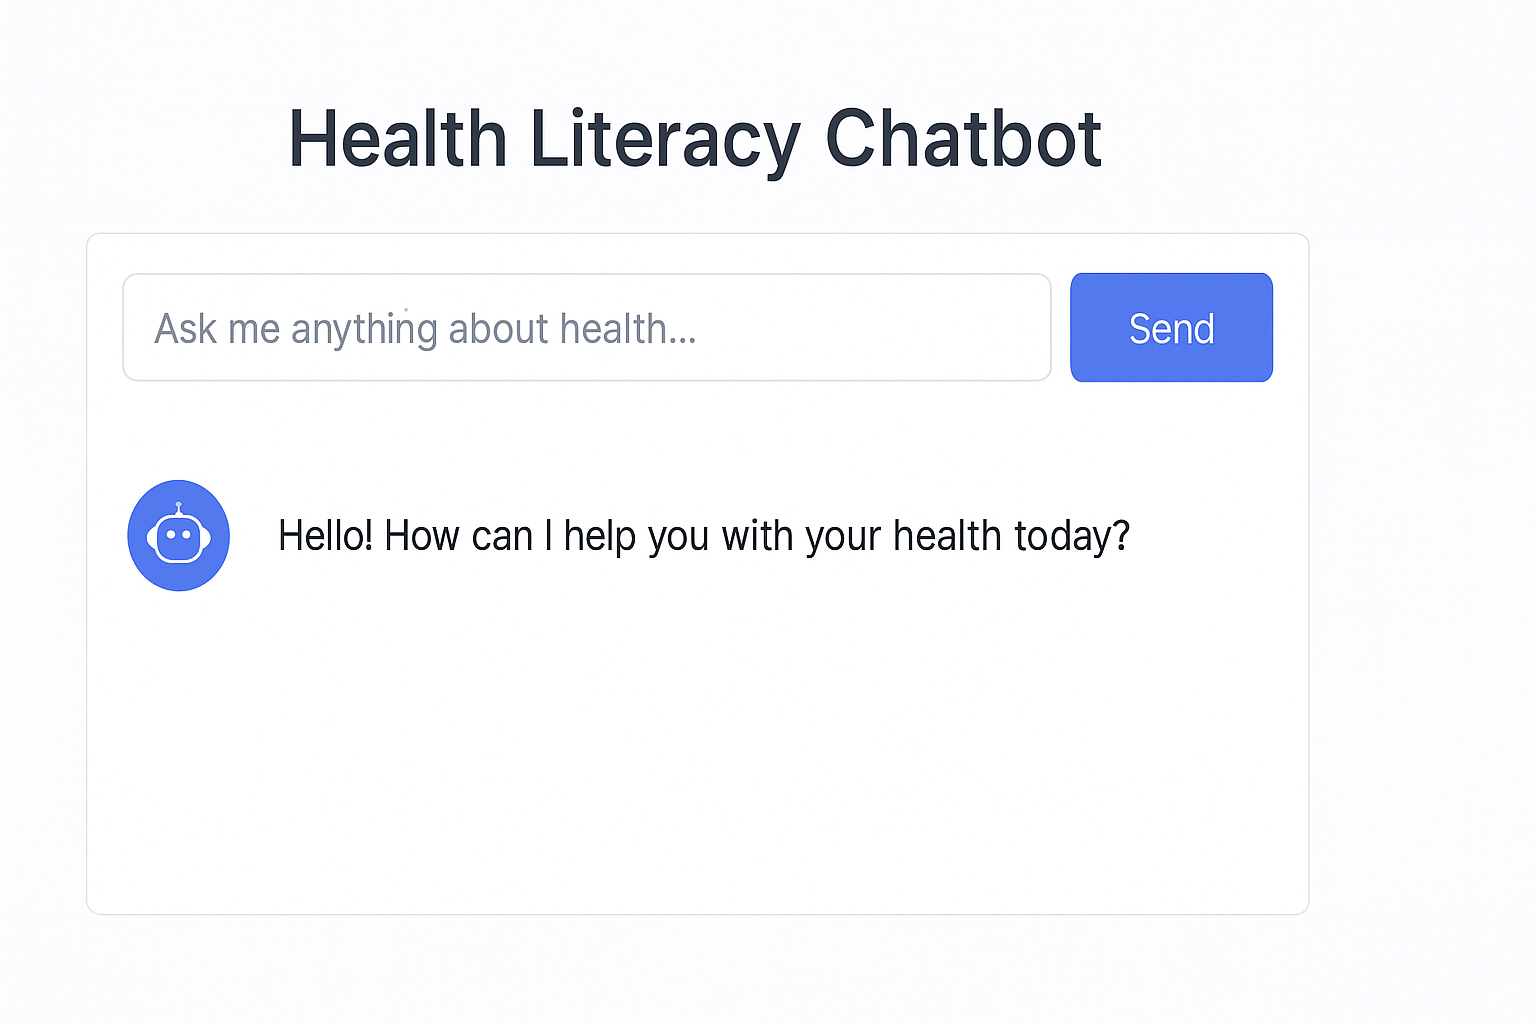 Health Literacy Chatbot
Ask me anything about health...
Send
Hello! How can I help you with your health today?